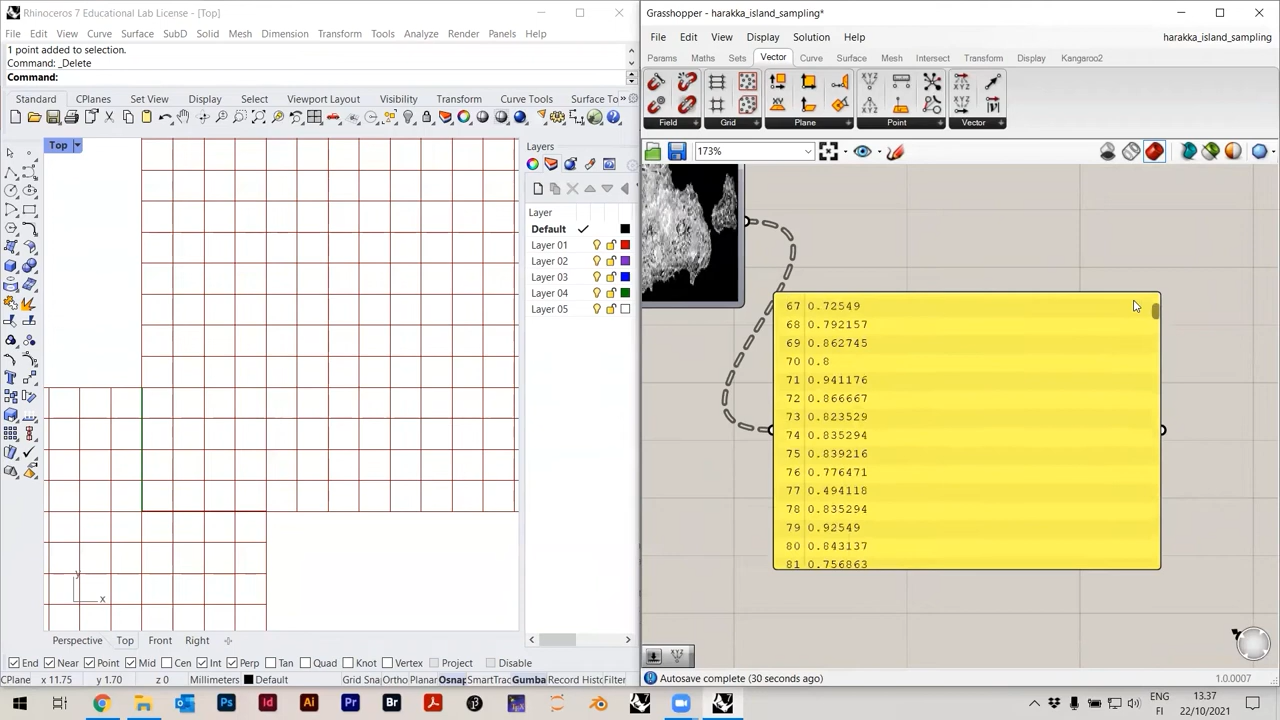 Rhinoceros 7 Educational Lab License - [Top]
File Edit View Curve Surface SubD Solid Mesh Dimension Transform Tools Analyze Render Panels Help
1 point added to selection.
Command: _Delete
Command:
Standard CPlanes Set View Display Select Viewport Layout Visibility Transform Curve Tools Surface To »
Top
Layers
Layer
Default
Layer 01
Layer 02
Layer 03
Layer 04
Layer 05
y
x
Perspective Top Front Right
End Near Point Mid Cen Int Perp Tan Quad Knot Vertex Project Disable
CPlane x 11.75 y 1.70 z 0 Millimeters Default Grid Snap Ortho Planar Osnap SmartTrac Gumba Record Histo Filter
Grasshopper - harakka_island_sampling*
File Edit View Display Solution Help harakka_island_sampling*
Params Maths Sets Vector Curve Surface Mesh Intersect Transform Display Kangaroo2
Field Grid Plane Point Vector
173%
67 0.72549
68 0.792157
69 0.862745
70 0.8
71 0.941176
72 0.866667
73 0.823529
74 0.835294
75 0.839216
76 0.776471
77 0.494118
78 0.835294
79 0.92549
80 0.843137
81 0.756863
Autosave complete (30 seconds ago) 1.0.0007
ENG 13.37
FI 22/10/2021